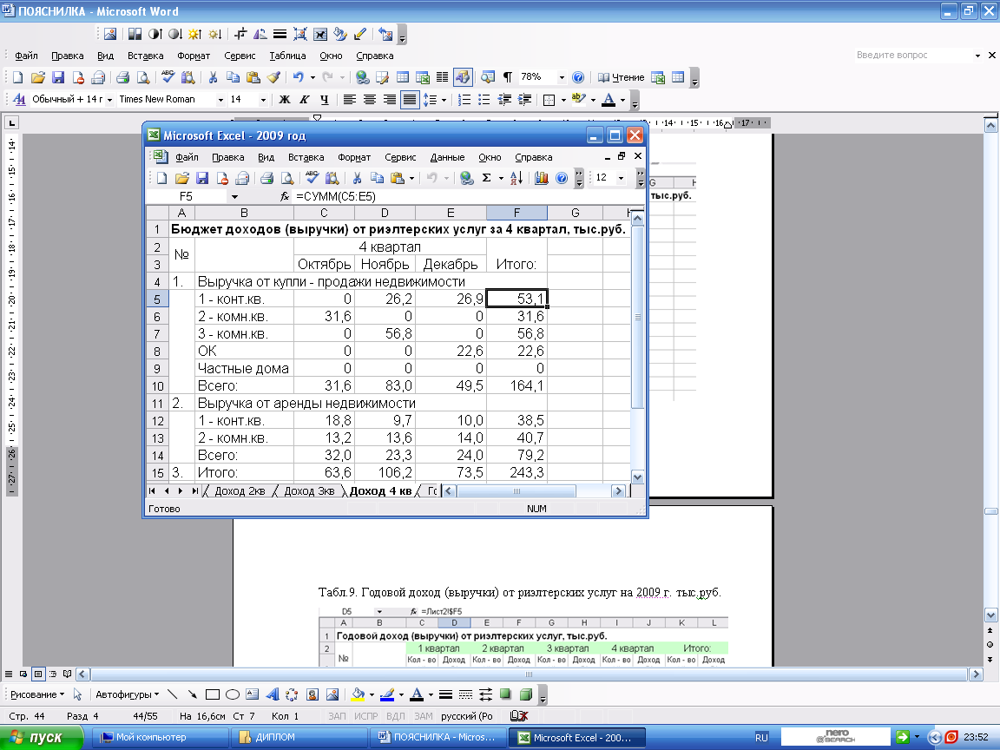 ПОЯСНИЛКА - Microsoft Word
Файл Правка Вид Вставка Формат Сервис Таблица Окно Справка Введите вопрос
78% Чтение
Обычный + 14 г Times New Roman 14 Ж К Ч
Microsoft Excel - 2009 год
Файл Правка Вид Вставка Формат Сервис Данные Окно Справка
12
F5 fx =СУММ(C5:E5)
A B C D E F G H
1 Бюджет доходов (выручки) от риэлтерских услуг за 4 квартал, тыс.руб.
2 № 4 квартал
3 Октябрь Ноябрь Декабрь Итого:
4 1. Выручка от купли - продажи недвижимости
5 1 - конт.кв. 0 26,2 26,9 53,1
6 2 - комн.кв. 31,6 0 0 31,6
7 3 - комн.кв. 0 56,8 0 56,8
8 ОК 0 0 22,6 22,6
9 Частные дома 0 0 0 0
10 Всего: 31,6 83,0 49,5 164,1
11 2. Выручка от аренды недвижимости
12 1 - конт.кв. 18,8 9,7 10,0 38,5
13 2 - комн.кв. 13,2 13,6 14,0 40,7
14 Всего: 32,0 23,3 24,0 79,2
15 3. Итого: 63,6 106,2 73,5 243,3
Доход 2кв Доход 3кв Доход 4 кв
Готово NUM
G H
тыс.руб.
Табл.9. Годовой доход (выручки) от риэлтерских услуг на 2009 г. тыс.руб.
D5 fx =Лист2!$F5
A B C D E F G H I J K L
1 Годовой доход (выручки) от риэлтерских услуг, тыс.руб.
2 № 1 квартал 2 квартал 3 квартал 4 квартал Итого:
Кол - во Доход Кол - во Доход Кол - во Доход Кол - во Доход Кол - во Доход
Рисование Автофигуры
Стр. 44 Разд 4 44/55 На 16,6см Ст 7 Кол 1 ЗАП ИСПР ВДЛ ЗАМ русский (Ро
пуск Мой компьютер ДИПЛОМ ПОЯСНИЛКА - Micros... Microsoft Excel - 200... RU nero SEARCH 23:52